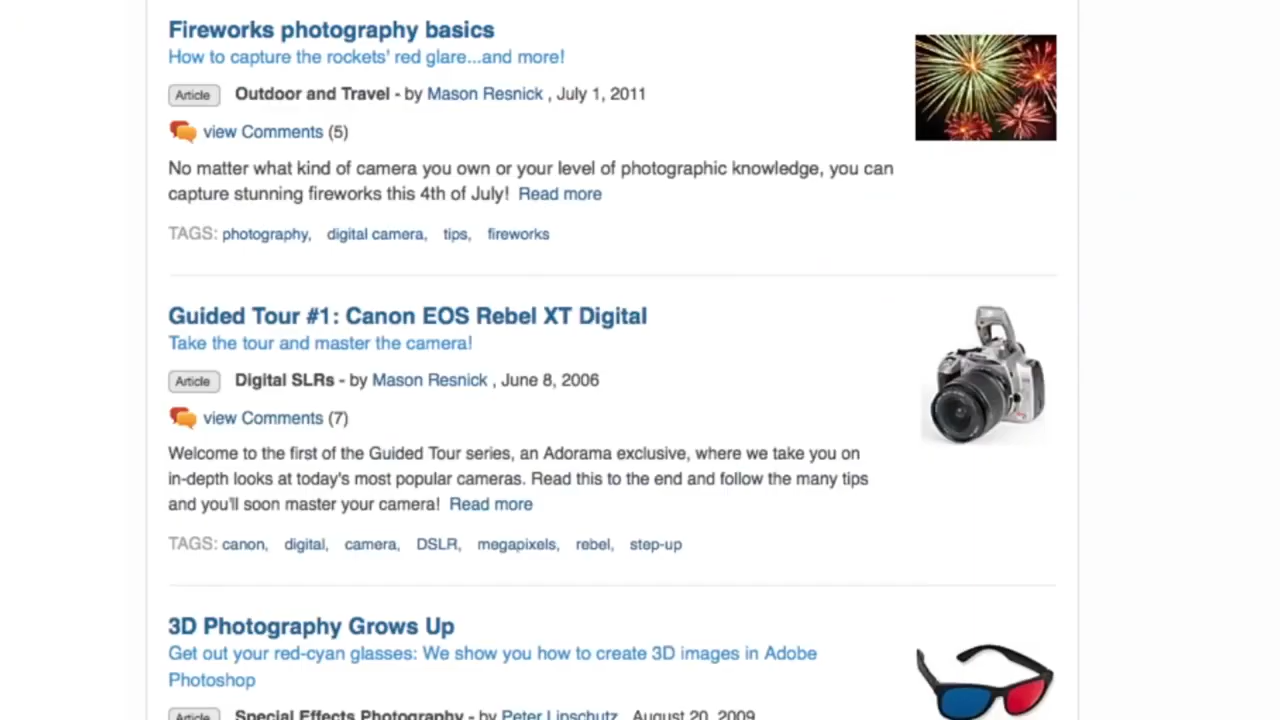 Fireworks photography basics
How to capture the rockets' red glare...and more!
Article Outdoor and Travel - by Mason Resnick , July 1, 2011
view Comments (5)
No matter what kind of camera you own or your level of photographic knowledge, you can
capture stunning fireworks this 4th of July! Read more
TAGS: photography, digital camera, tips, fireworks
Guided Tour #1: Canon EOS Rebel XT Digital
Take the tour and master the camera!
Article Digital SLRs - by Mason Resnick , June 8, 2006
view Comments (7)
Welcome to the first of the Guided Tour series, an Adorama exclusive, where we take you on
in-depth looks at today's most popular cameras. Read this to the end and follow the many tips
and you'll soon master your camera! Read more
TAGS: canon, digital, camera, DSLR, megapixels, rebel, step-up
3D Photography Grows Up
Get out your red-cyan glasses: We show you how to create 3D images in Adobe
Photoshop
Article Special Effects Photography - by Peter Lipschutz , August 20, 2009